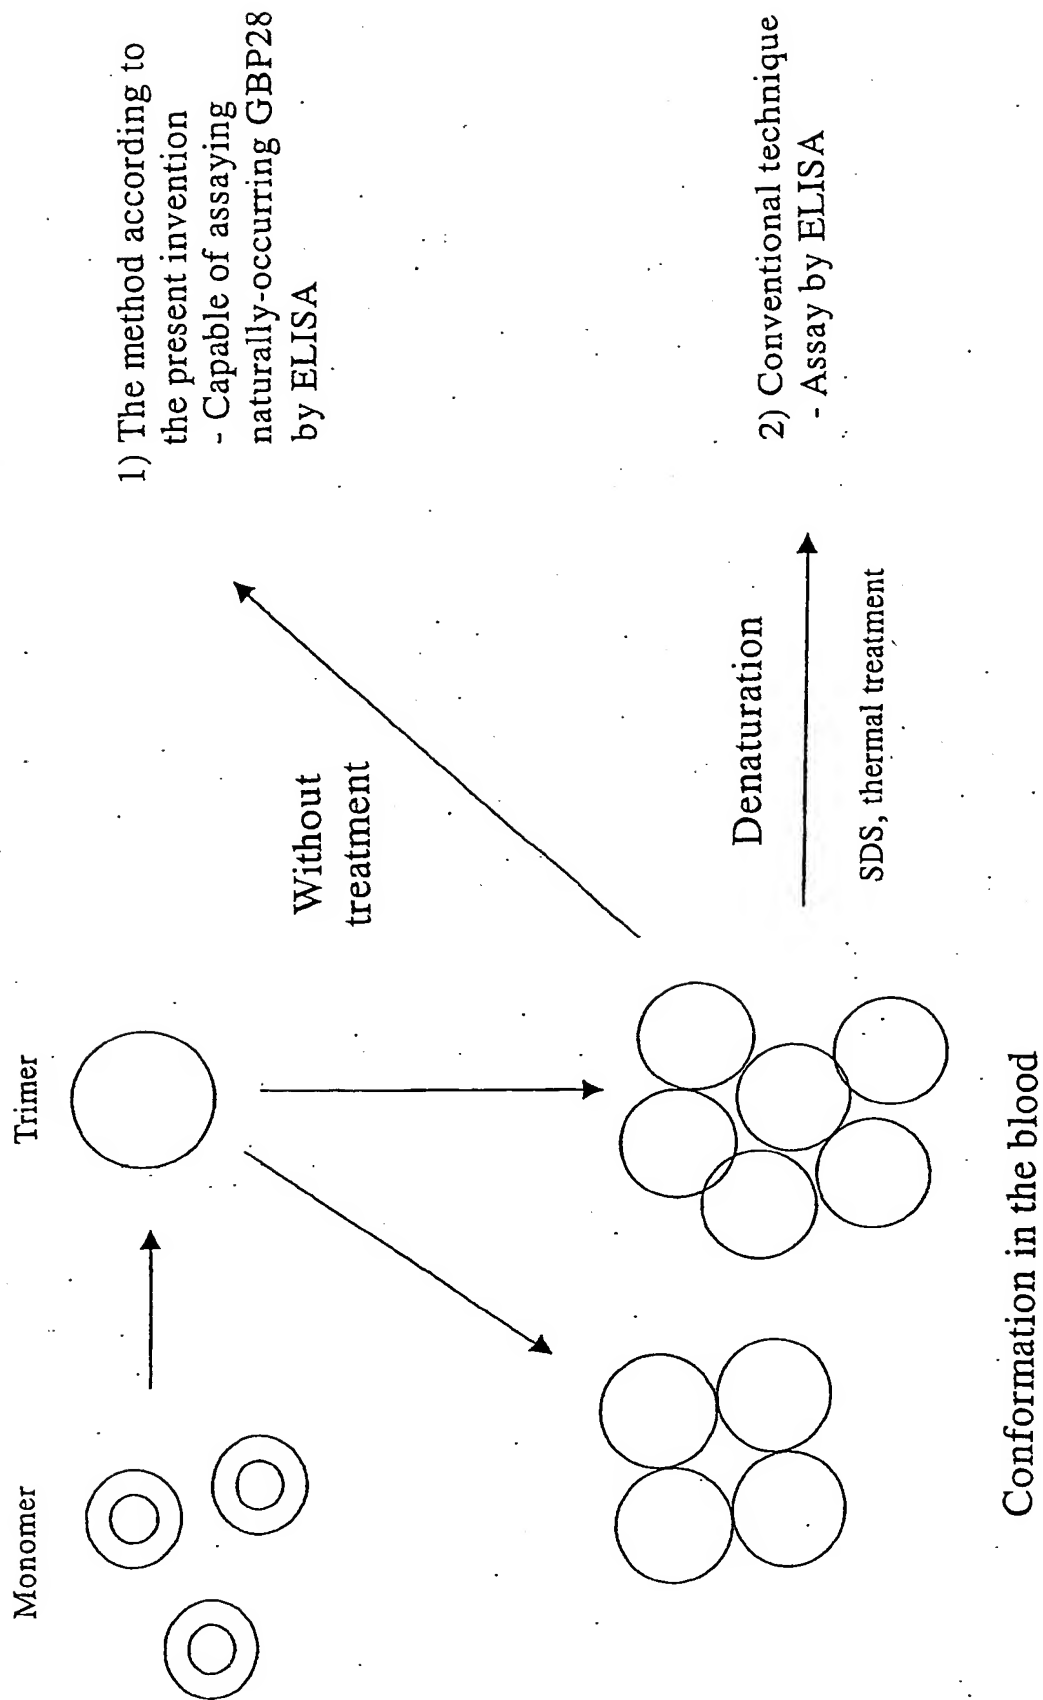 Monomer
Trimer
1) The method according to
the present invention
- Capable of assaying
naturally-occurring GBP28
by ELISA
Without
treatment
Denaturation
SDS, thermal treatment
2) Conventional technique
- Assay by ELISA
Conformation in the blood